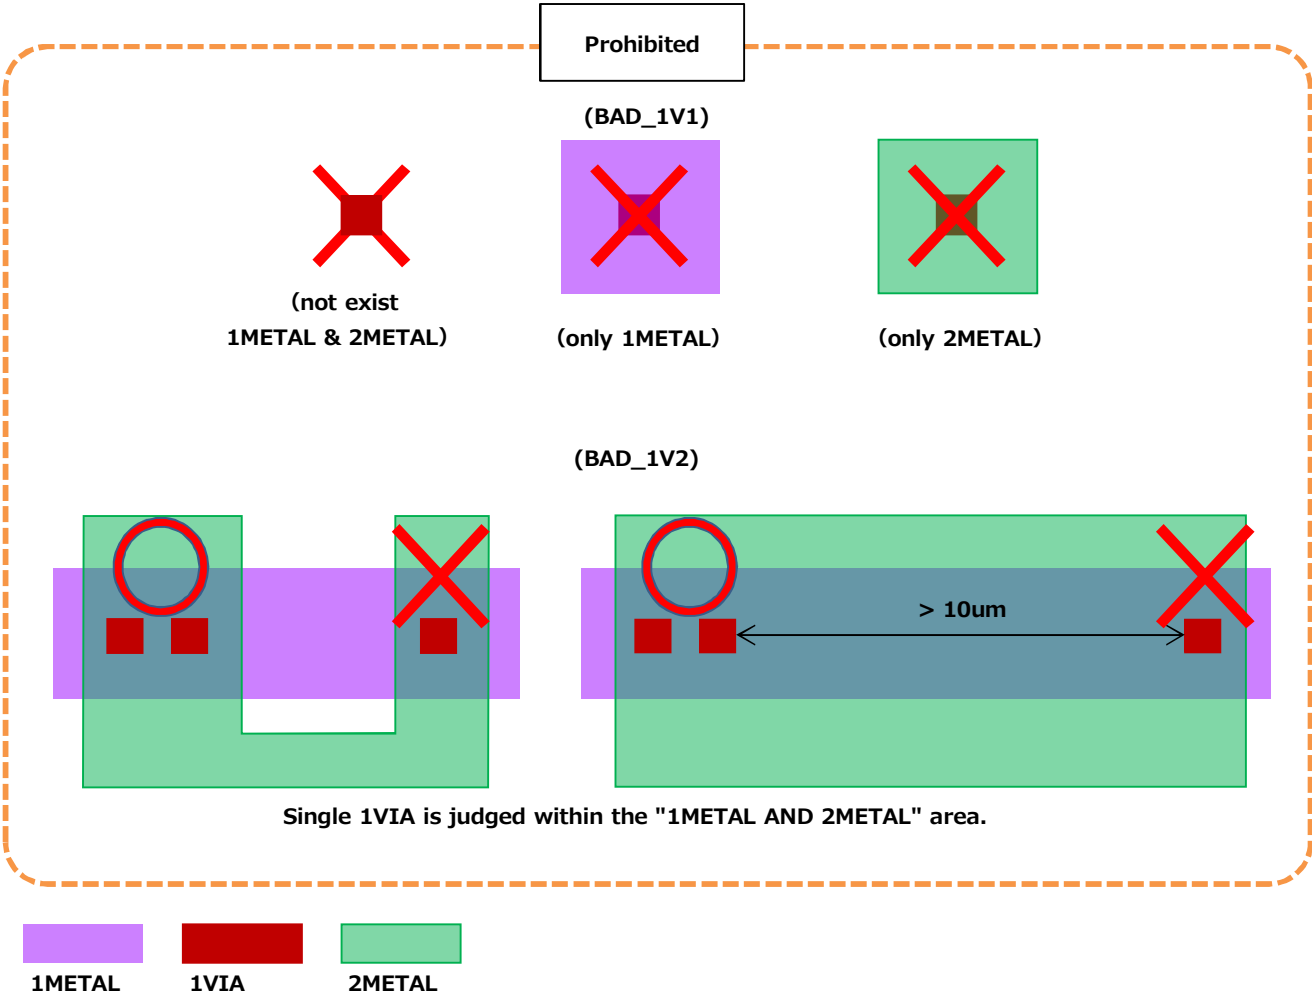 Prohibited
(BAD_1V1)
(not exist
1METAL & 2METAL)
(only 1METAL)
(only 2METAL)
(BAD_1V2)
> 10um
Single 1VIA is judged within the "1METAL AND 2METAL" area.
1METAL
1VIA
2METAL